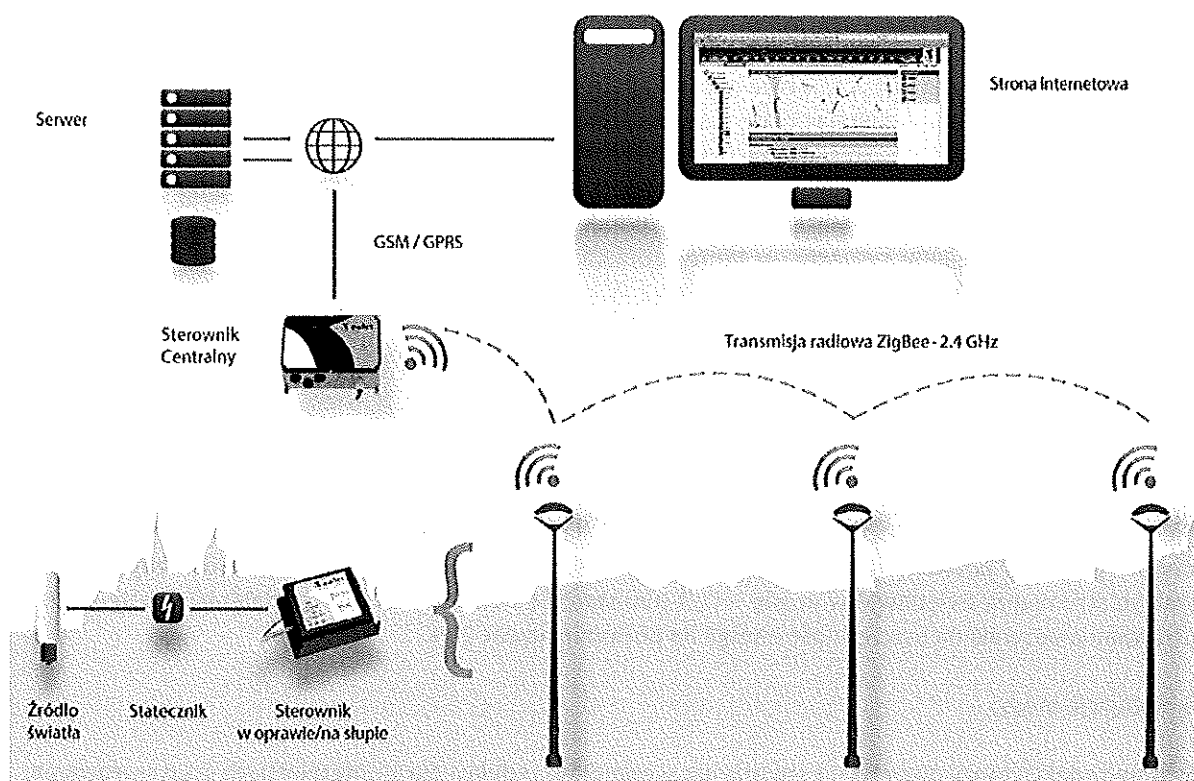 Serwer
Strona Internetowa
GSM / GPRS
Sterownik
Centralny
Transmisja radiowa ZigBee - 2.4 GHz
Źródło
światła
Statecznik
Sterownik
w oprawie/na słupie